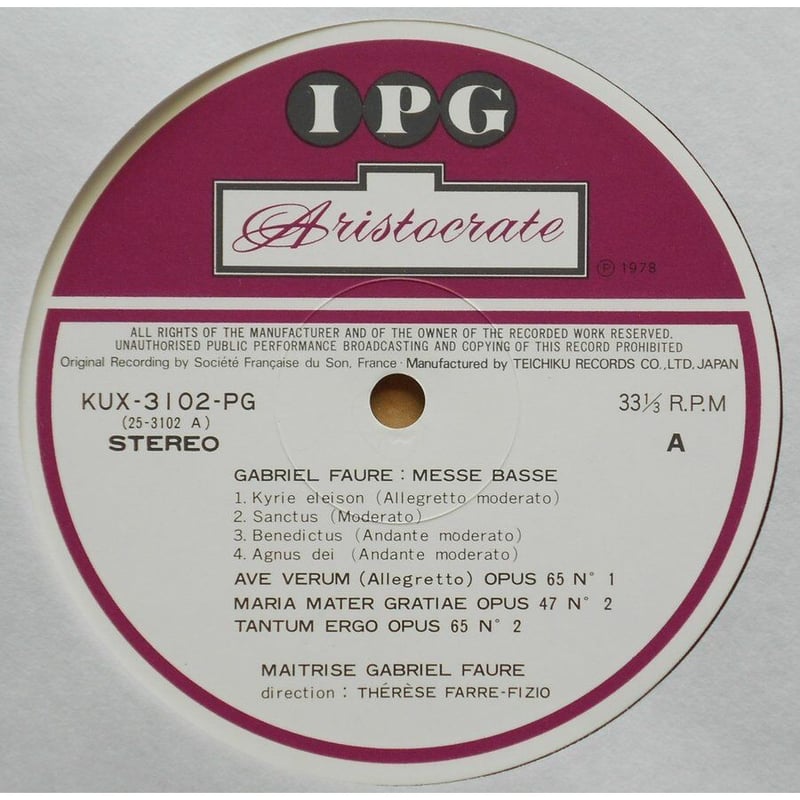 IPG
Aristocrate
Ⓟ 1978
ALL RIGHTS OF THE MANUFACTURER AND OF THE OWNER OF THE RECORDED WORK RESERVED.
UNAUTHORISED PUBLIC PERFORMANCE BROADCASTING AND COPYING OF THIS RECORD PROHIBITED
Original Recording by Société Française du Son, France · Manufactured by TEICHIKU RECORDS CO., LTD. JAPAN
KUX-3102-PG 33⅓ R.P.M
(25-3102 A)
STEREO A
GABRIEL FAURE : MESSE BASSE
1. Kyrie eleison (Allegretto moderato)
2. Sanctus (Moderato)
3. Benedictus (Andante moderato)
4. Agnus dei (Andante moderato)
AVE VERUM (Allegretto) OPUS 65 N° 1
MARIA MATER GRATIAE OPUS 47 N° 2
TANTUM ERGO OPUS 65 N° 2
MAITRISE GABRIEL FAURE
direction : THÉRÈSE FARRE-FIZIO